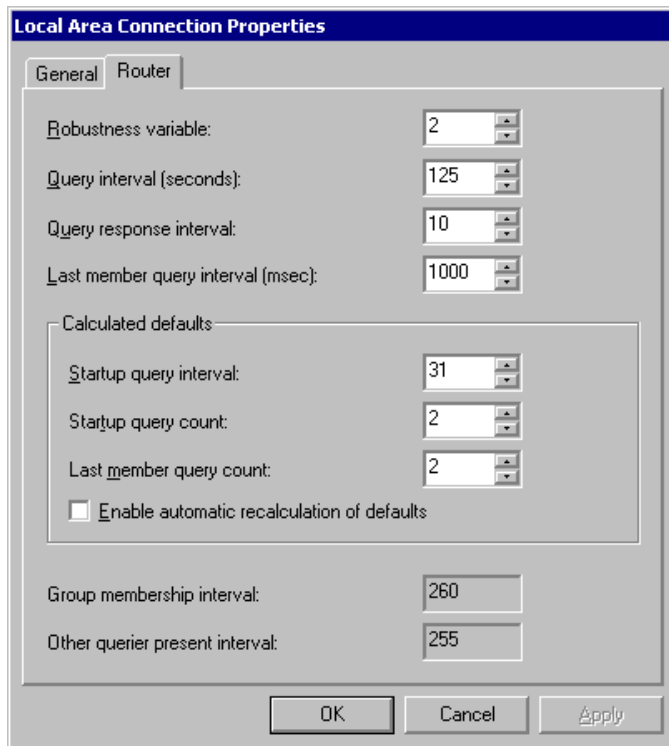 Local Area Connection Properties
General Router
Robustness variable: 2
Query interval (seconds): 125
Query response interval: 10
Last member query interval (msec): 1000
Calculated defaults
Startup query interval: 31
Startup query count: 2
Last member query count: 2
Enable automatic recalculation of defaults
Group membership interval: 260
Other querier present interval: 255
OK Cancel Apply